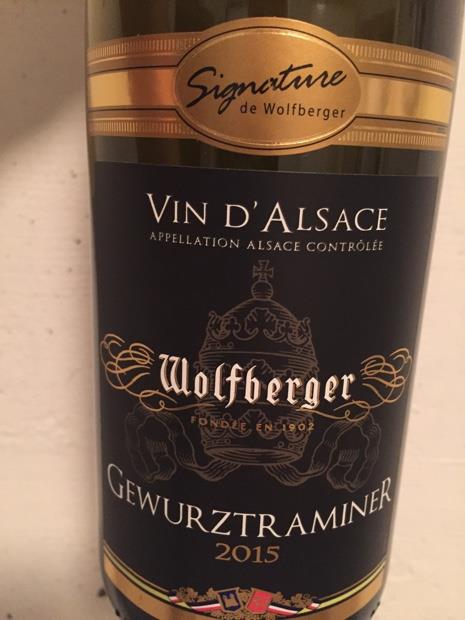 Signature
de Wolfberger
VIN D'ALSACE
APPELLATION ALSACE CONTRÔLÉE
Wolfberger
FONDÉE EN 1902
GEWURZTRAMINER
2015